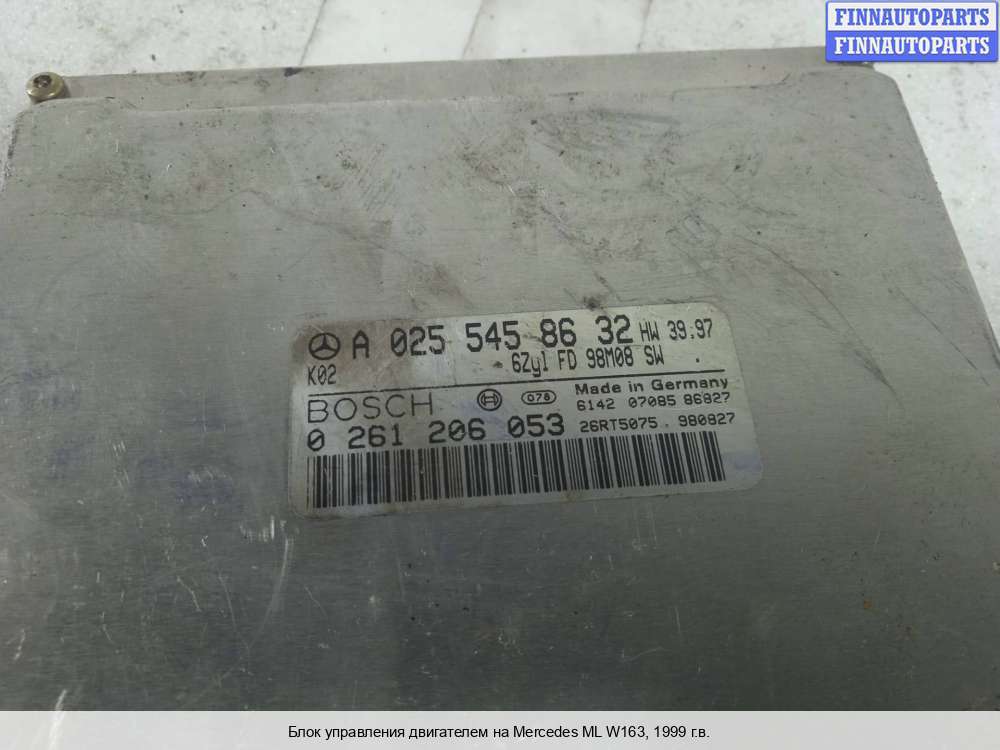 FINNAUTOPARTS
FINNAUTOPARTS
A 025 545 86 32 HW 39.97
K02 6Zyl FD 98M08 SW .
BOSCH 078 Made in Germany
6142 07085 86827
0 261 206 053 26RT5075 . 980827
Блок управления двигателем на Mercedes ML W163, 1999 г.в.